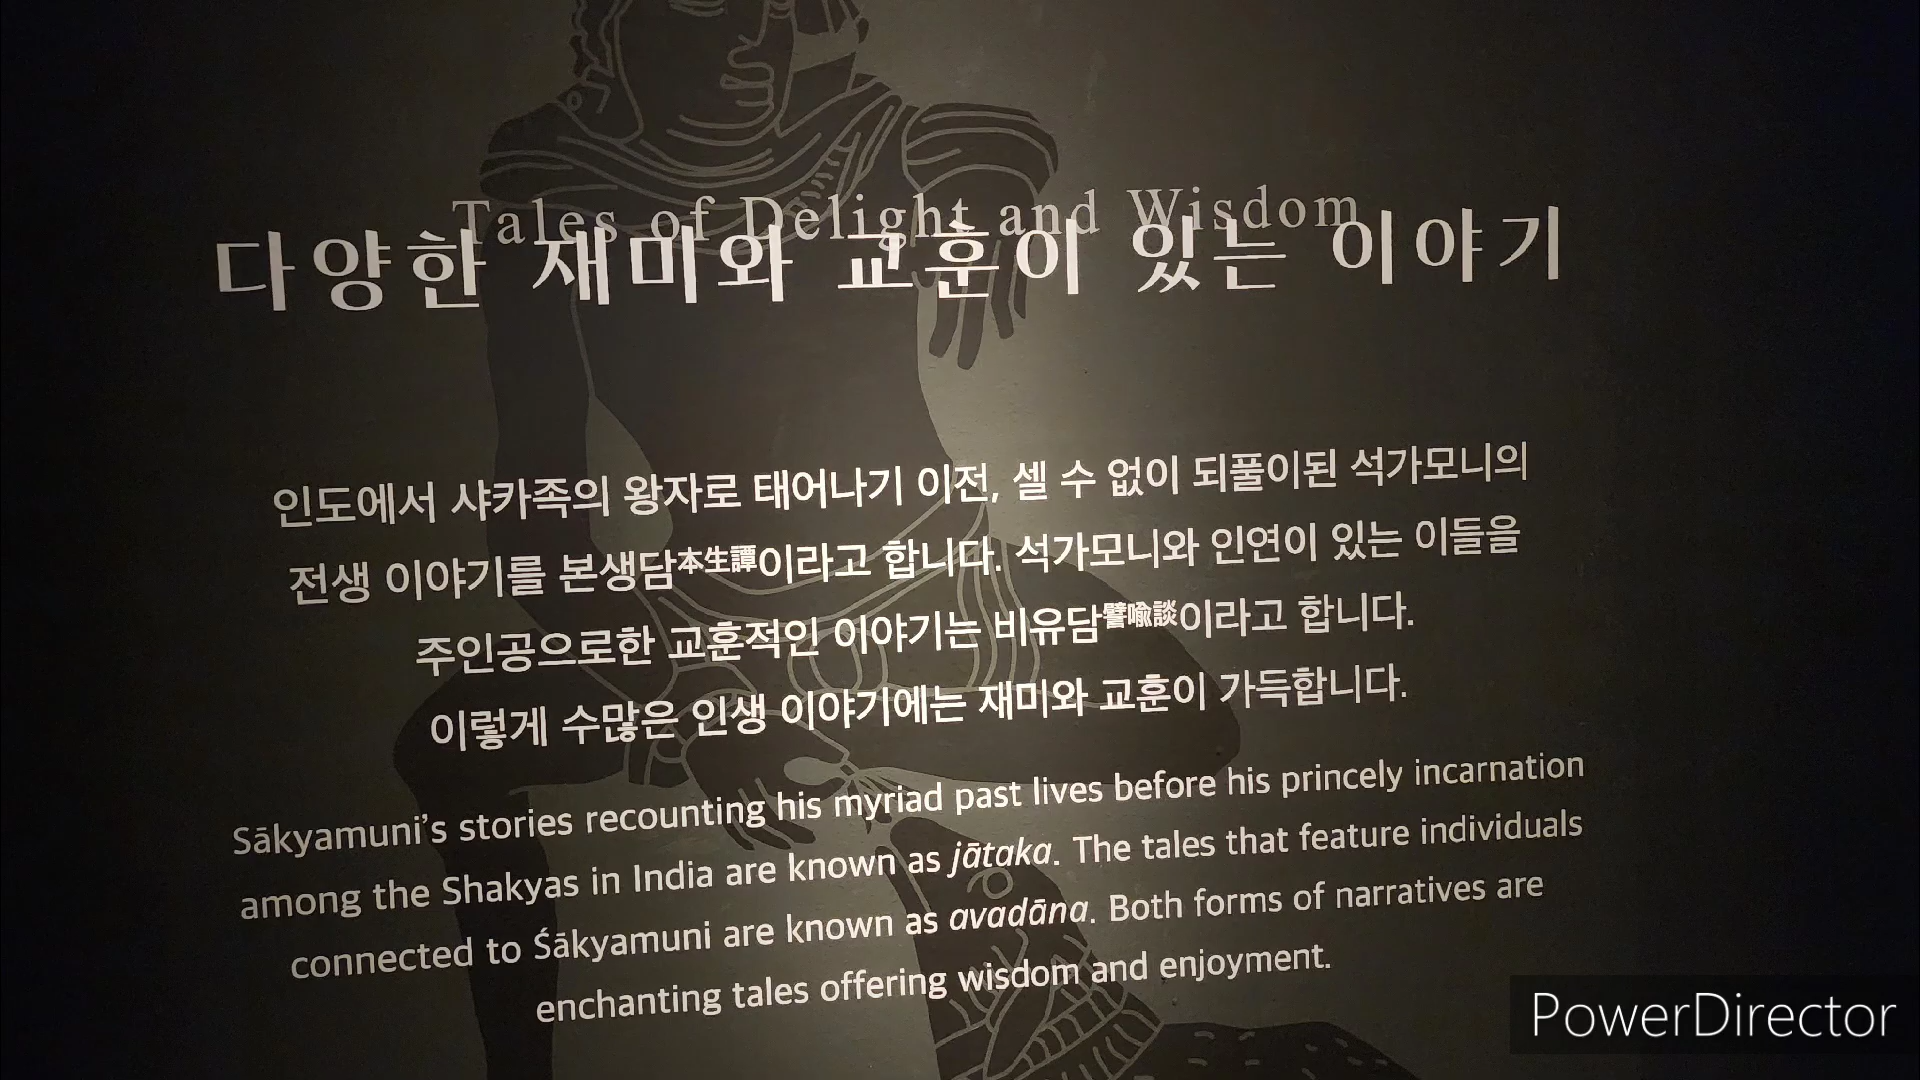 Tales of Delight and Wisdom
다양한 재미와 교훈이 있는 이야기
인도에서 샤카족의 왕자로 태어나기 이전, 셀 수 없이 되풀이된 석가모니의
전생 이야기를 본생담本生譚이라고 합니다. 석가모니와 인연이 있는 이들을
주인공으로한 교훈적인 이야기는 비유담譬喩談이라고 합니다.
이렇게 수많은 인생 이야기에는 재미와 교훈이 가득합니다.
Sākyamuni’s stories recounting his myriad past lives before his princely incarnation
among the Shakyas in India are known as jātaka. The tales that feature individuals
connected to Śākyamuni are known as avadāna. Both forms of narratives are
enchanting tales offering wisdom and enjoyment.
PowerDirector